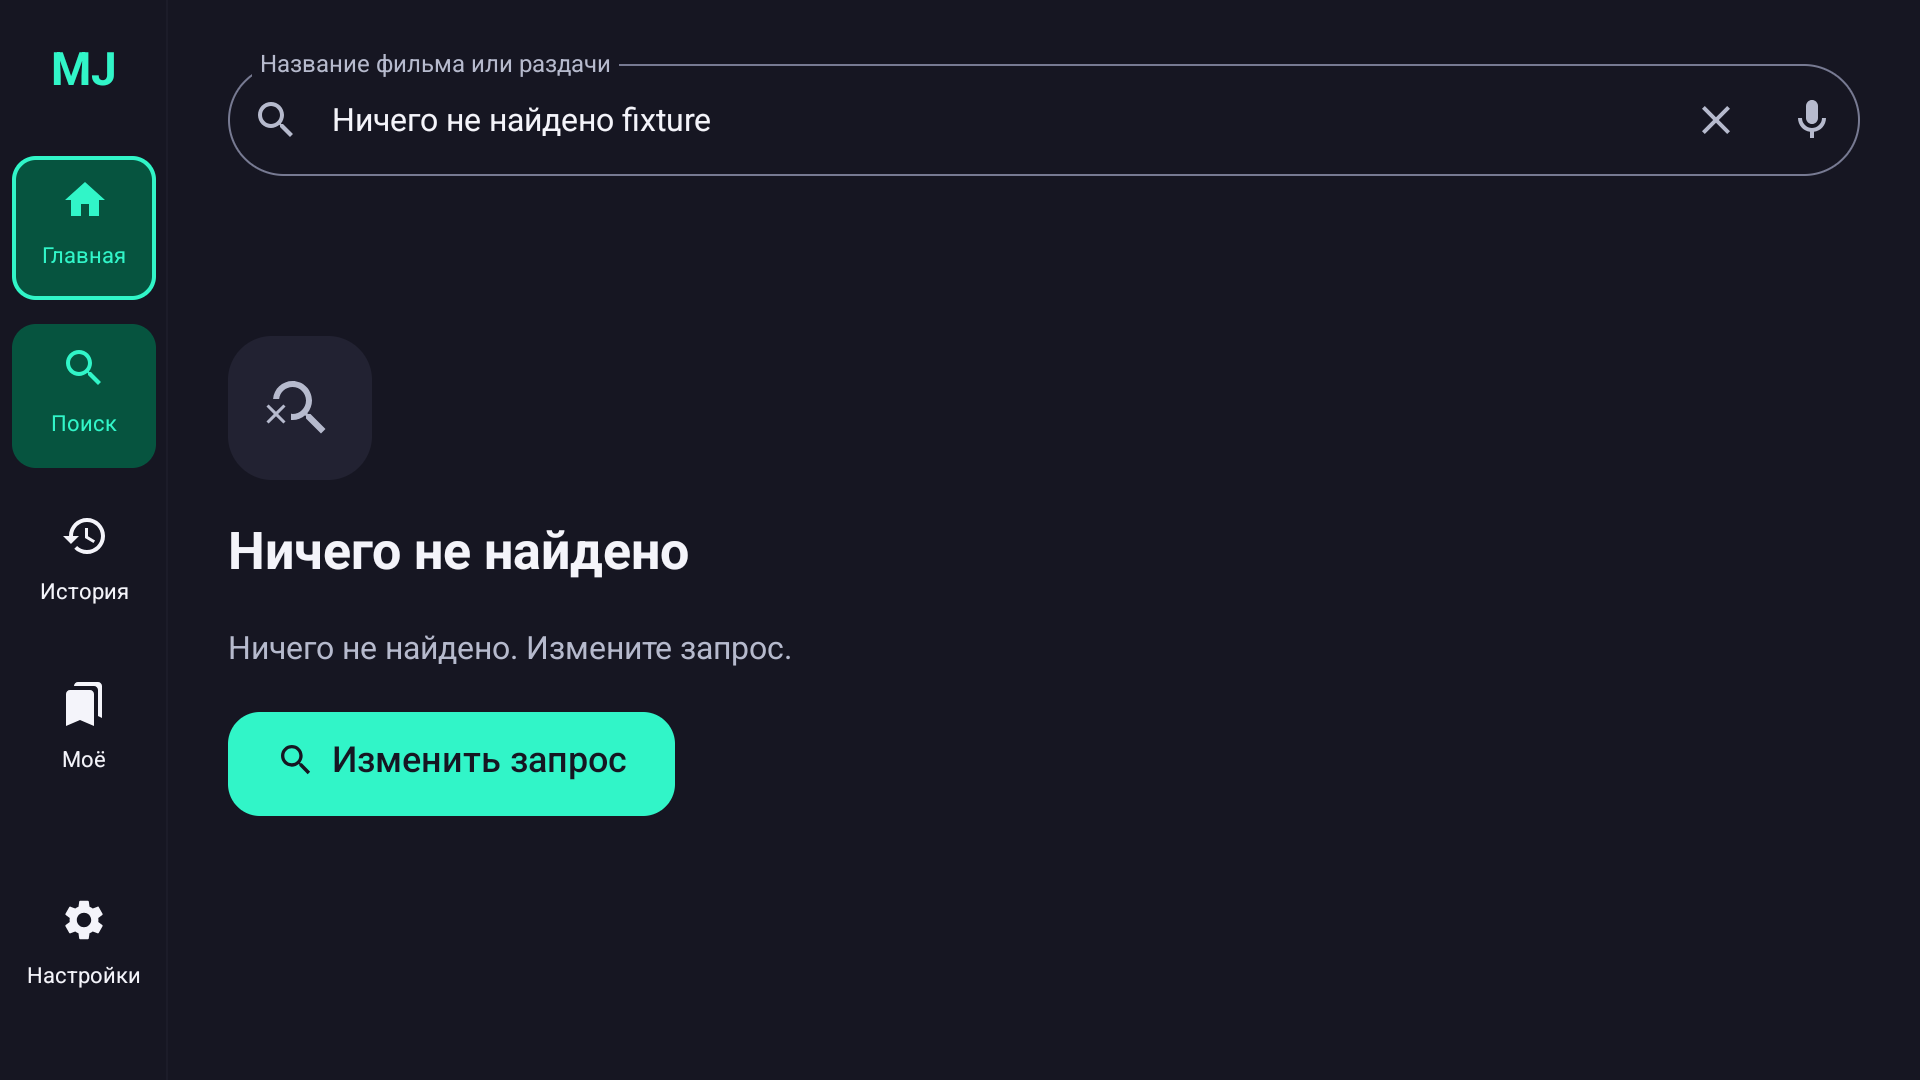 MJ
Главная
Поиск
История
Моё
Настройки
Название фильма или раздачи
Ничего не найдено fixture
Ничего не найдено
Ничего не найдено. Измените запрос.
Изменить запрос